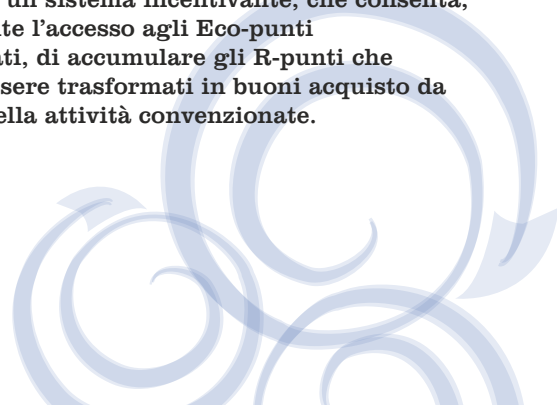 un sistema incentivante, che consenta,
l’accesso agli Eco-punti
di accumulare gli R-punti che
trasformati in buoni acquisto da
attività convenzionate.